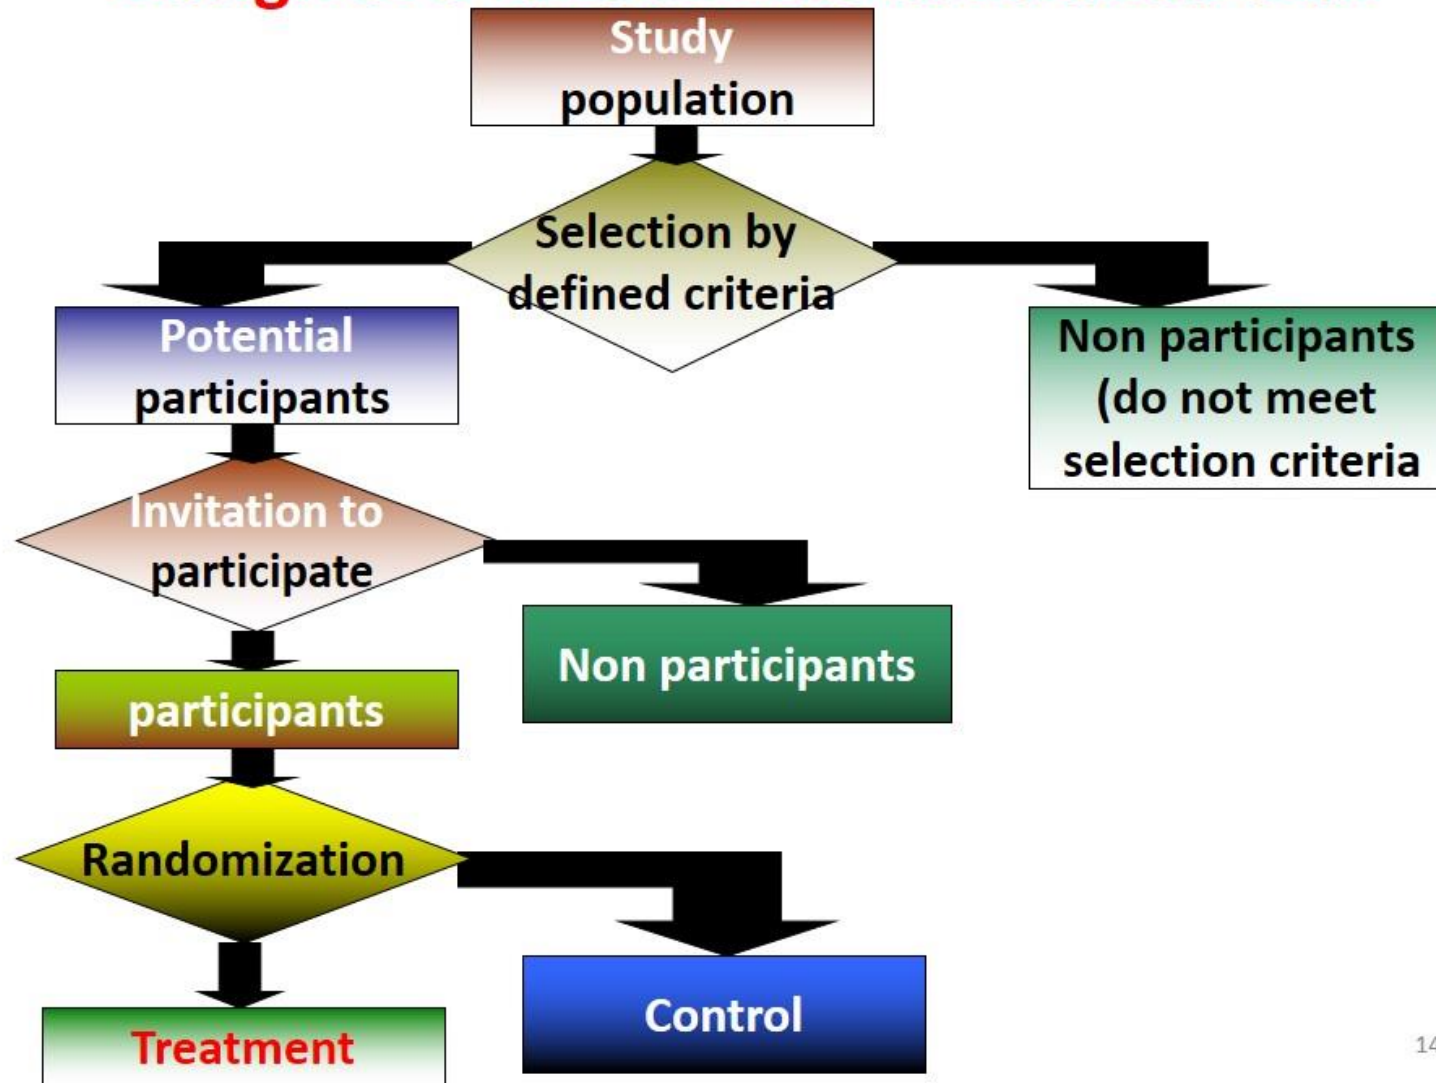 Study
population
Selection by
defined criteria
Potential
participants
Non participants
(do not meet
selection criteria
Invitation to
participate
Non participants
participants
Randomization
Control
Treatment
14